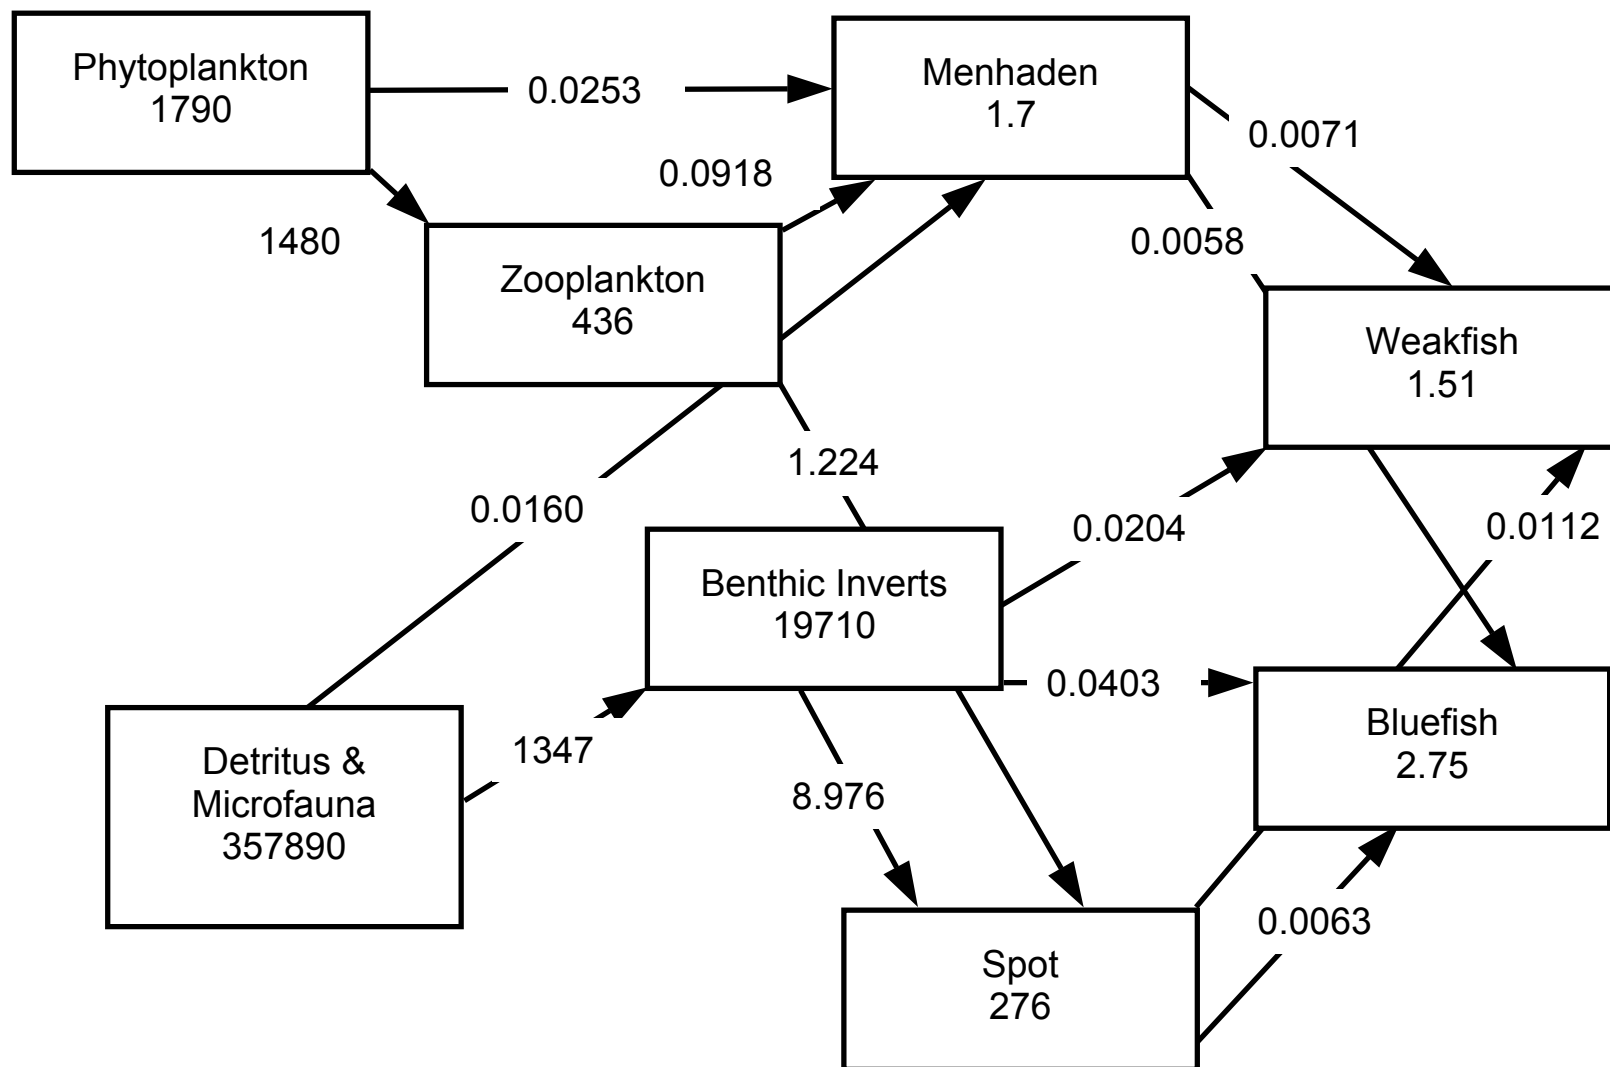 Phytoplankton
1790
0.0253
Menhaden
1.7
0.0071
0.0918
1480
0.0058
Zooplankton
436
Weakfish
1.51
1.224
0.0160
0.0204
0.0112
Benthic Inverts
19710
0.0403
Bluefish
2.75
Detritus &
Microfauna
357890
1347
8.976
0.0063
Spot
276